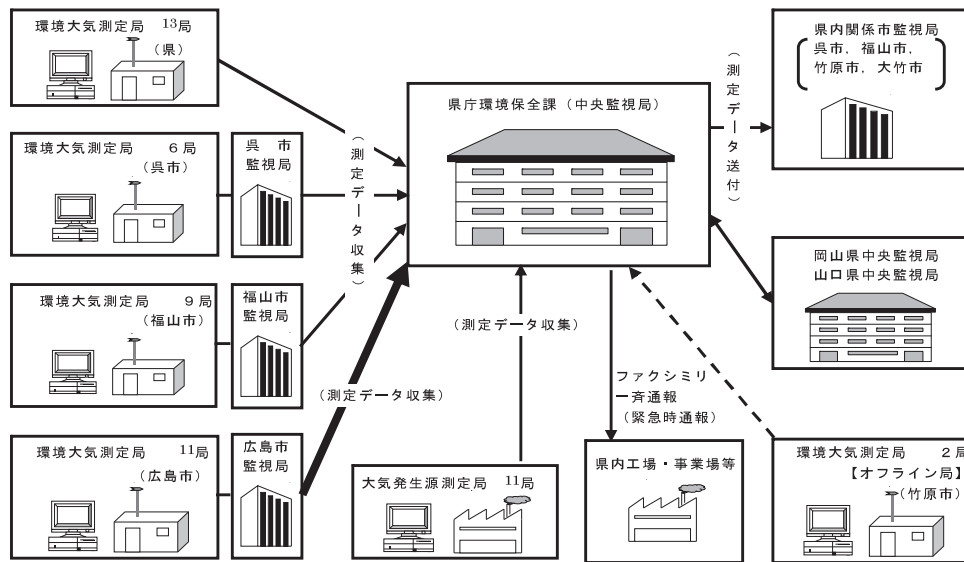 環境大気測定局 13局
(県)
環境大気測定局 6局
(呉市)
呉市
監視局
環境大気測定局 9局
(福山市)
福山市
監視局
環境大気測定局 11局
(広島市)
広島市
監視局
(測定データ収集)
(測定データ収集)
県庁環境保全課(中央監視局)
(測定データ収集)
大気発生源測定局 11局
ファクシミリ
一斉通報
(緊急時通報)
県内工場・事業場等
(測定データ送付)
県内関係市監視局
呉市，福山市，
竹原市，大竹市
岡山県中央監視局
山口県中央監視局
環境大気測定局 2局
【オフライン局】
(竹原市)